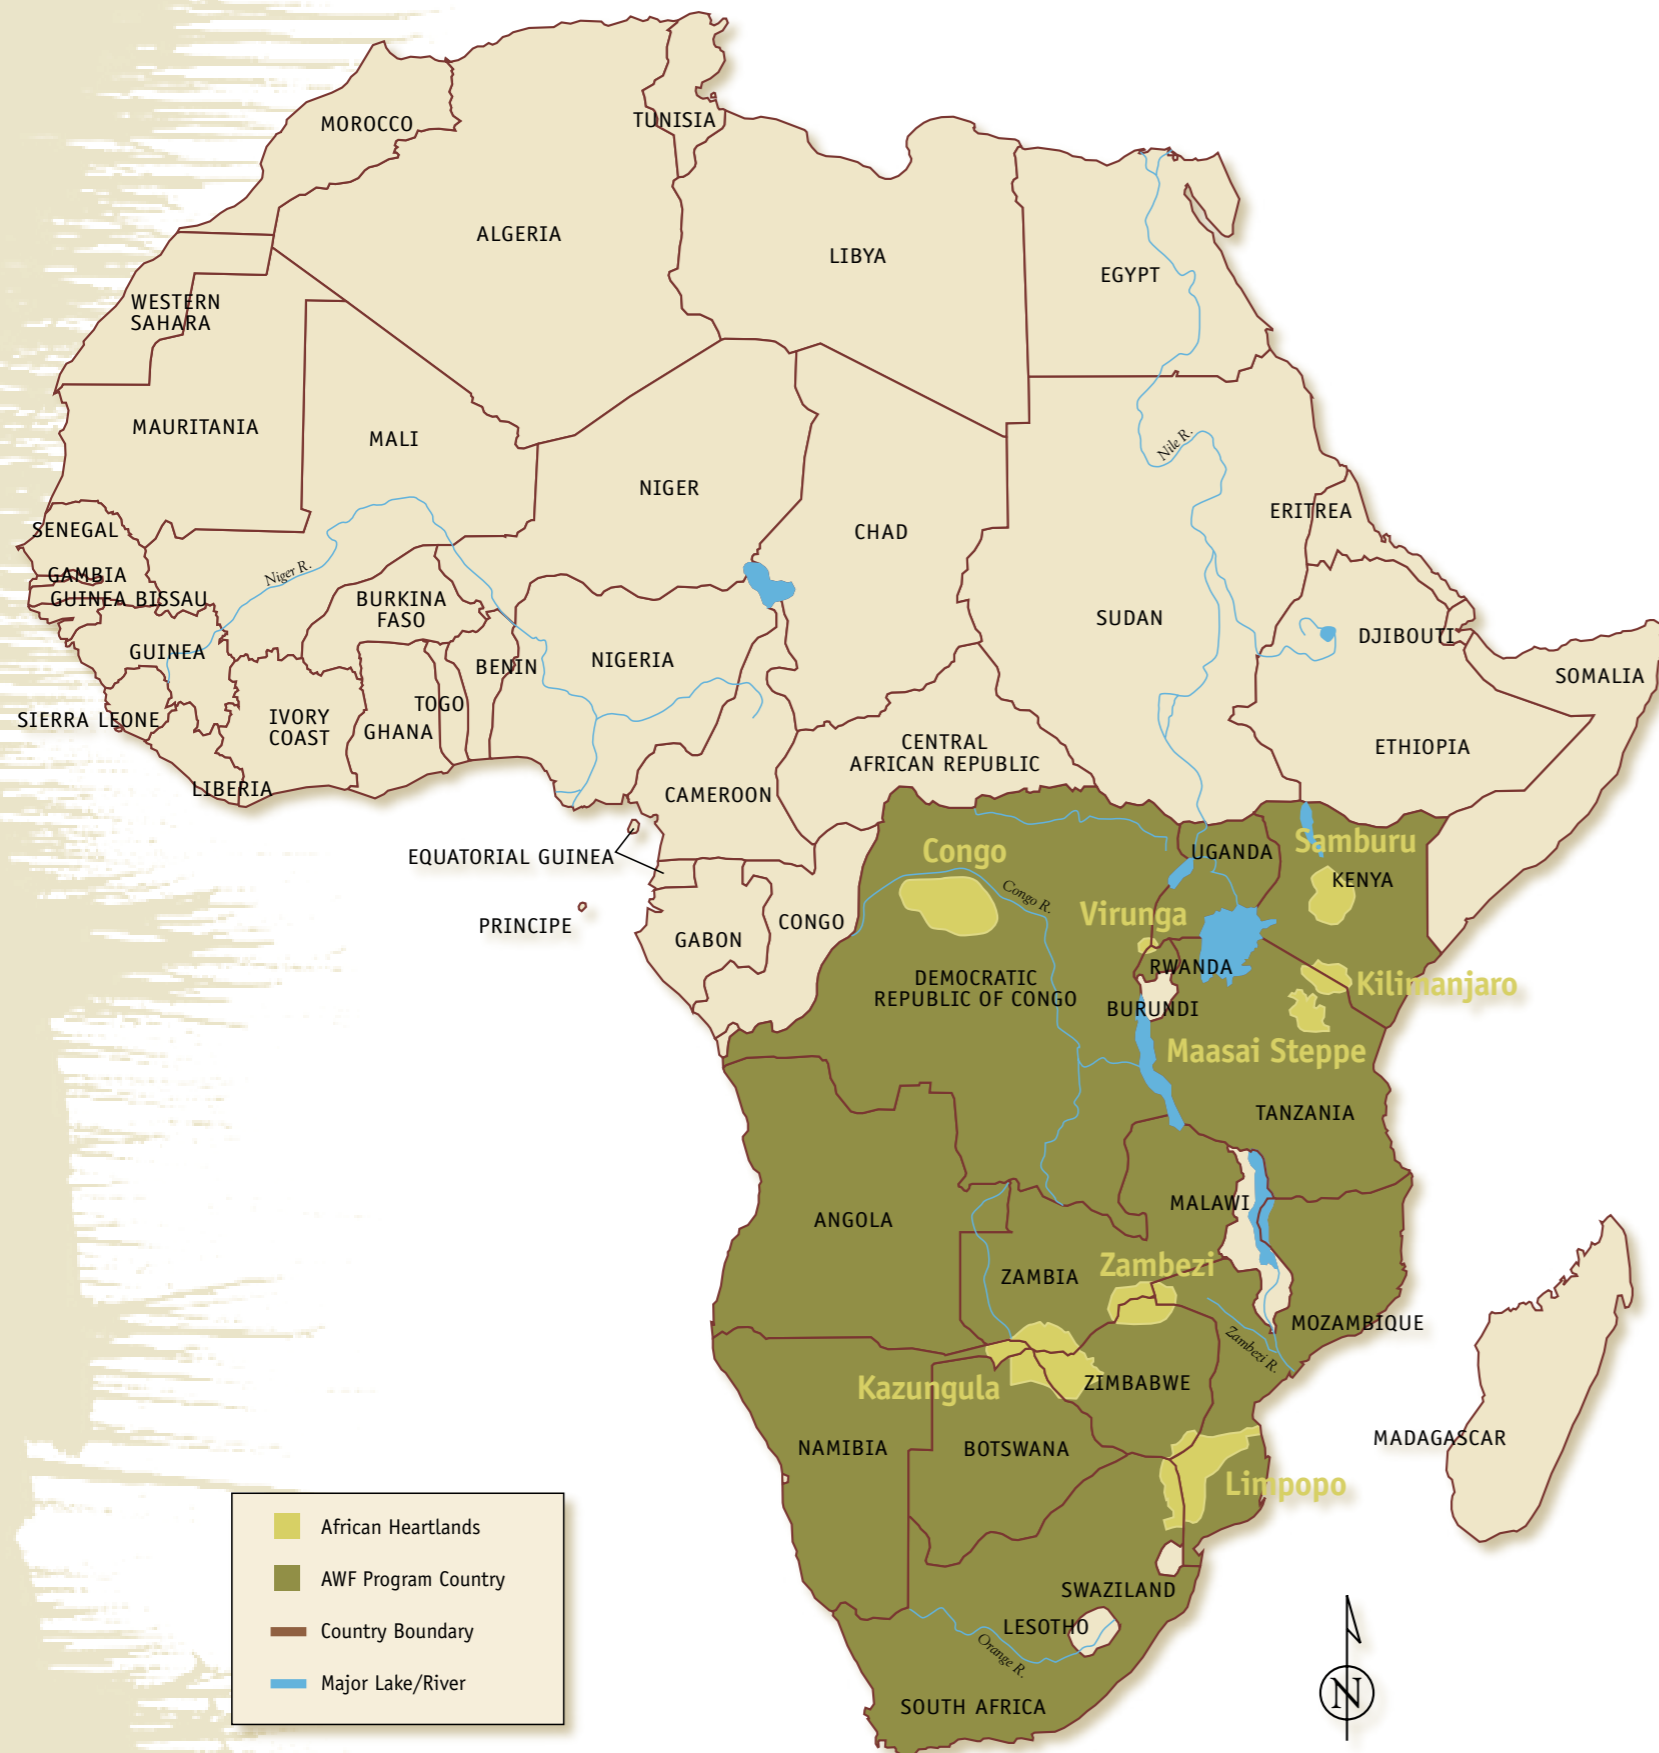 MOROCCO
TUNISIA
ALGERIA
LIBYA
EGYPT
WESTERN
SAHARA
MAURITANIA
MALI
NIGER
CHAD
Nile R.
ERITREA
SENEGAL
GAMBIA
GUINEA BISSAU
Niger R.
BURKINA
FASO
SUDAN
DJIBOUTI
GUINEA
BENIN
NIGERIA
SOMALIA
SIERRA LEONE
IVORY
COAST
TOGO
GHANA
LIBERIA
CENTRAL
AFRICAN REPUBLIC
ETHIOPIA
CAMEROON
EQUATORIAL GUINEA
Congo
UGANDA
Samburu
KENYA
PRINCIPE
GABON
CONGO
Congo R.
Virunga
DEMOCRATIC
REPUBLIC OF CONGO
RWANDA
Kilimanjaro
BURUNDI
Maasai Steppe
TANZANIA
ANGOLA
MALAWI
ZAMBIA
Zambezi
MOZAMBIQUE
Zambezi R.
Kazungula
ZIMBABWE
NAMIBIA
BOTSWANA
MADAGASCAR
Limpopo
SWAZILAND
LESOTHO
Orange R.
SOUTH AFRICA
African Heartlands
AWF Program Country
Country Boundary
Major Lake/River
N